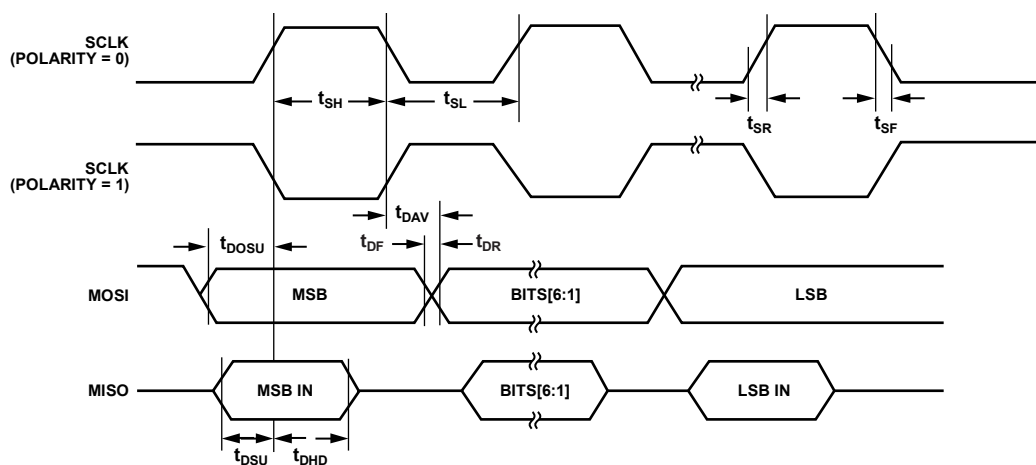 SCLK
(POLARITY = 0)
tSH
tSL
tSR
tSF
SCLK
(POLARITY = 1)
tDAV
tDOSU
tDF
tDR
MOSI
MSB
BITS[6:1]
LSB
MISO
MSB IN
BITS[6:1]
LSB IN
tDSU
tDHD